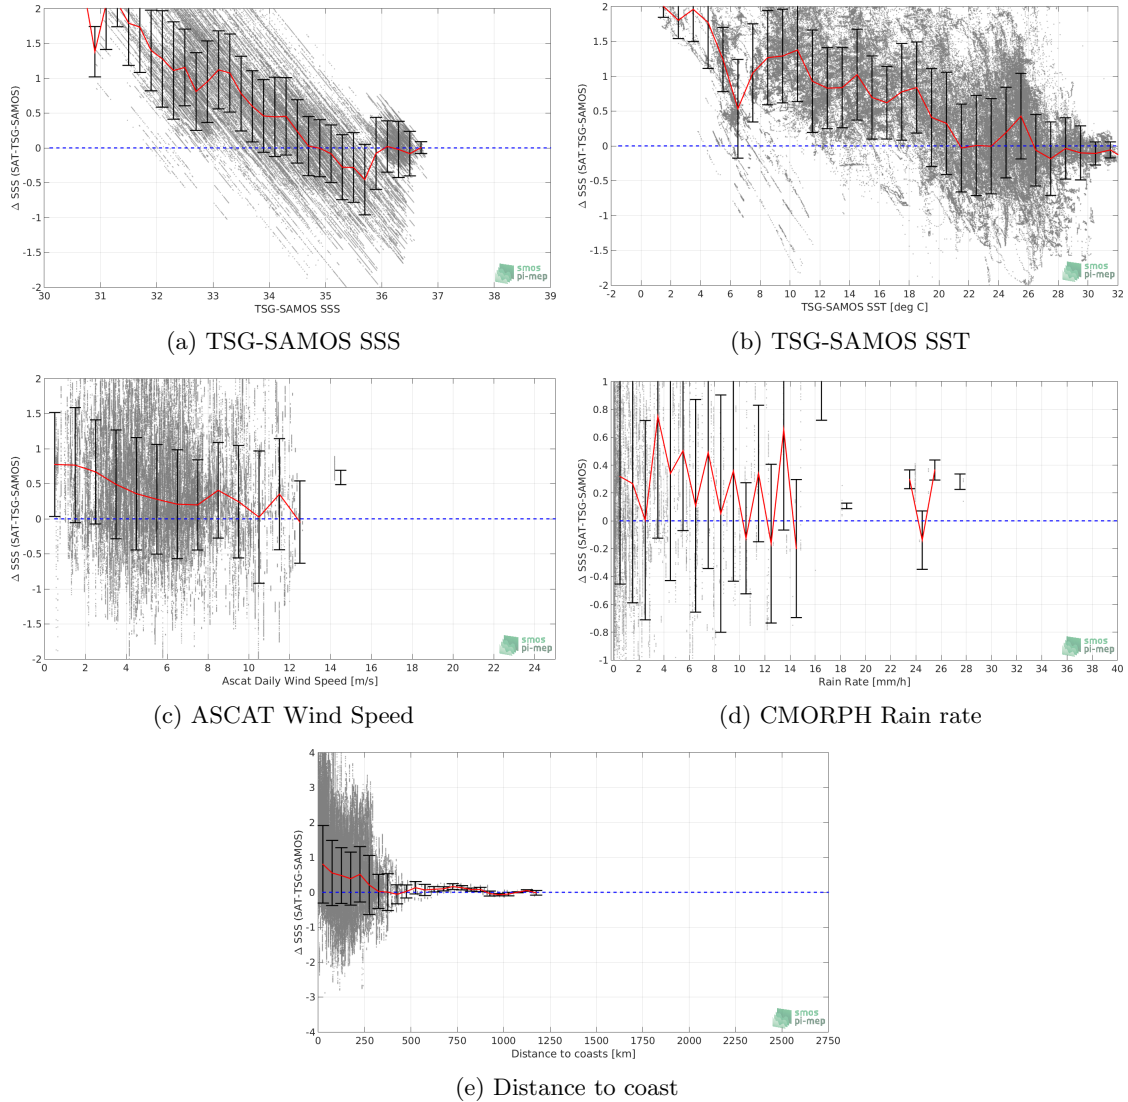 2
1.5
1
0.5
0
-0.5
-1
-1.5
-2
Δ SSS (SAT-TSG-SAMOS)
30 31 32 33 34 35 36 37 38 39
TSG-SAMOS SSS
smos
pi-mep
(a) TSG-SAMOS SSS
2
1.5
1
0.5
0
-0.5
-1
-1.5
-2
Δ SSS (SAT-TSG-SAMOS)
-2 0 2 4 6 8 10 12 14 16 18 20 22 24 26 28 30 32
TSG-SAMOS SST [deg C]
smos
pi-mep
(b) TSG-SAMOS SST
2
1.5
1
0.5
0
-0.5
-1
-1.5
-2
Δ SSS (SAT-TSG-SAMOS)
0 2 4 6 8 10 12 14 16 18 20 22 24
Ascat Daily Wind Speed [m/s]
smos
pi-mep
(c) ASCAT Wind Speed
1
0.8
0.6
0.4
0.2
0
-0.2
-0.4
-0.6
-0.8
-1
Δ SSS (SAT-TSG-SAMOS)
0 2 4 6 8 10 12 14 16 18 20 22 24 26 28 30 32 34 36 38 40
Rain Rate [mm/h]
smos
pi-mep
(d) CMORPH Rain rate
4
3
2
1
0
-1
-2
-3
-4
Δ SSS (SAT-TSG-SAMOS)
0 250 500 750 1000 1250 1500 1750 2000 2250 2500 2750
Distance to coasts [km]
smos
pi-mep
(e) Distance to coast